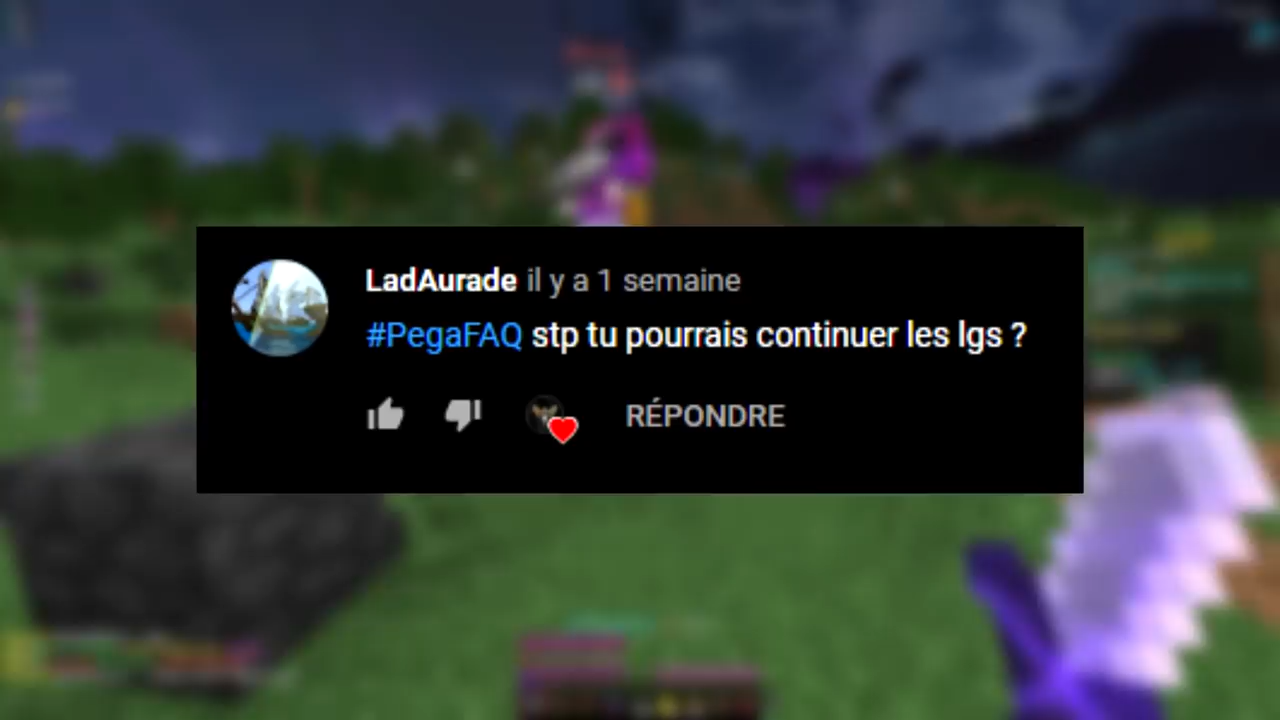 LadAurade il y a 1 semaine
#PegaFAQ stp tu pourrais continuer les lgs ?
RÉPONDRE